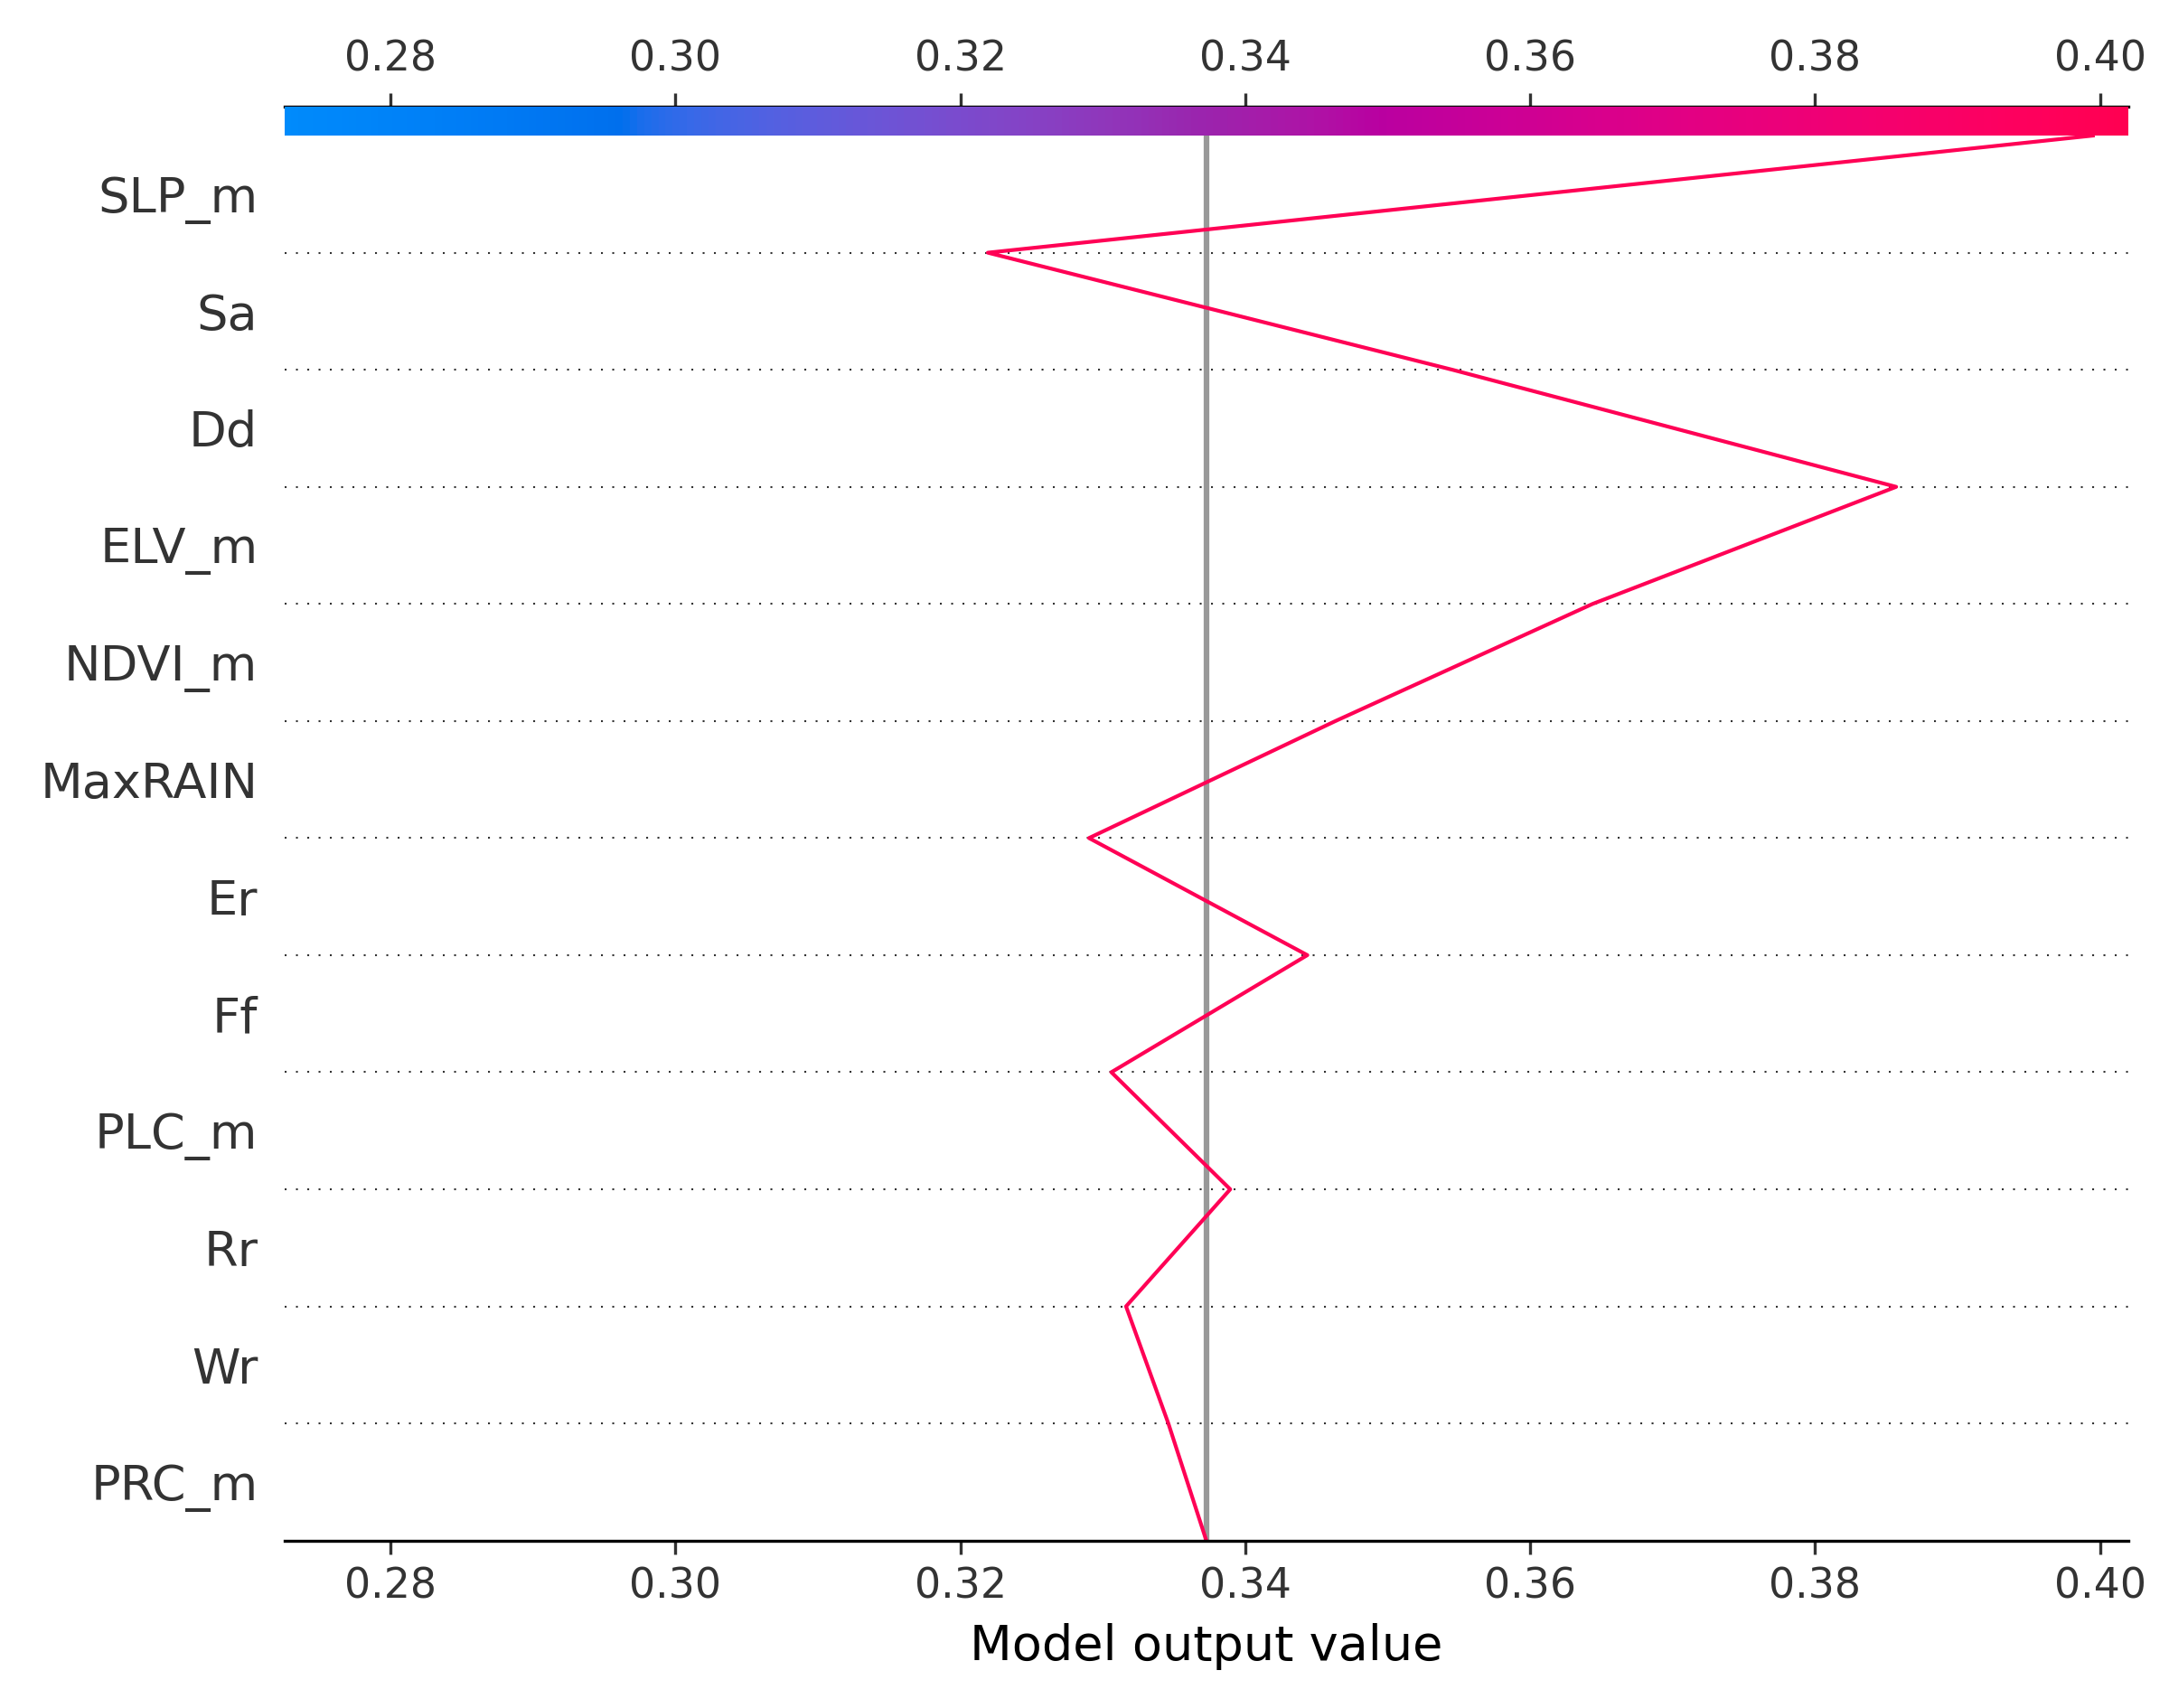 0.28 0.30 0.32 0.34 0.36 0.38 0.40
SLP_m
Sa
Dd
ELV_m
NDVI_m
MaxRAIN
Er
Ff
PLC_m
Rr
Wr
PRC_m
0.28 0.30 0.32 0.34 0.36 0.38 0.40
Model output value